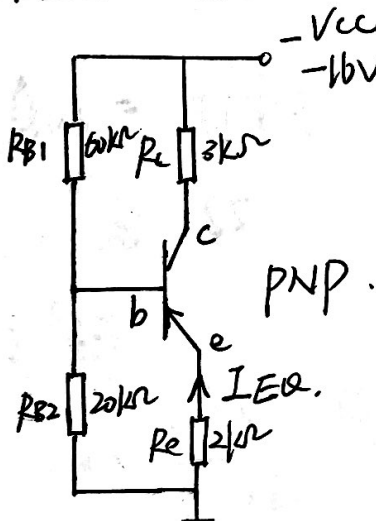 -Vcc
-16V
RB1 60kΩ Rc 3kΩ
c
PNP.
b
e
IEQ.
RB2 20kΩ
Re 2kΩ